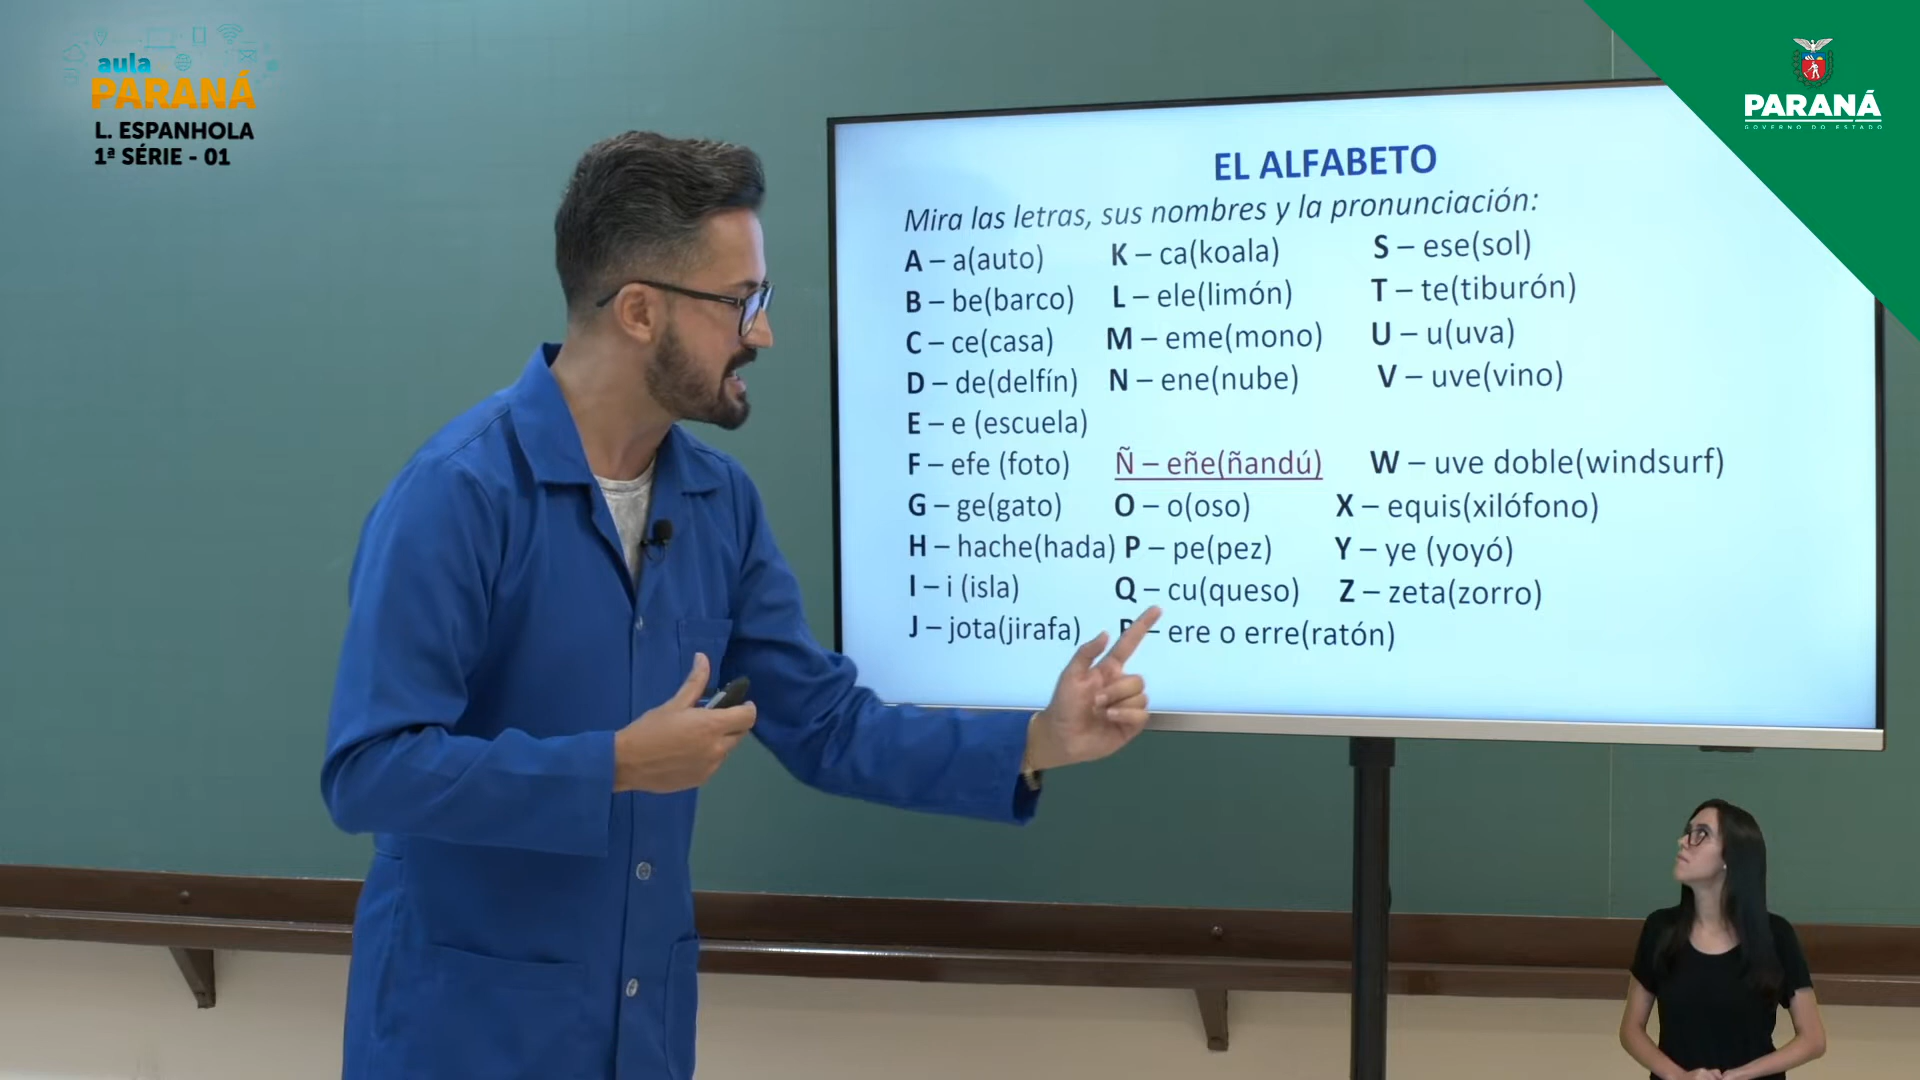 aula
PARANÁ
L. ESPANHOLA
1ª SÉRIE - 01
PARANÁ
GOVERNO DO ESTADO
EL ALFABETO
Mira las letras, sus nombres y la pronunciación:
A – a(auto)
B – be(barco)
C – ce(casa)
D – de(delfín)
E – e (escuela)
F – efe (foto)
G – ge(gato)
H – hache(hada)
I – i (isla)
J – jota(jirafa)
K – ca(koala)
L – ele(limón)
M – eme(mono)
N – ene(nube)
Ñ – eñe(ñandú)
O – o(oso)
P – pe(pez)
Q – cu(queso)
R – ere o erre(ratón)
S – ese(sol)
T – te(tiburón)
U – u(uva)
V – uve(vino)
W – uve doble(windsurf)
X – equis(xilófono)
Y – ye (yoyó)
Z – zeta(zorro)